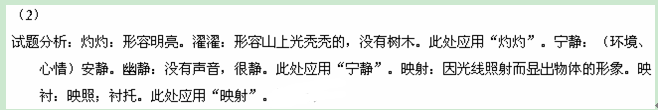 （2）
试题分析：灼灼：形容明亮。濯濯：形容山上光秃秃的，没有树木。此处应用“灼灼”。宁静：（环境、
心情）安静。幽静：没有声音，很静。此处应用“宁静”。映射：因光线照射而显出物体的形象。映
衬：映照；衬托。此处应用“映射”。